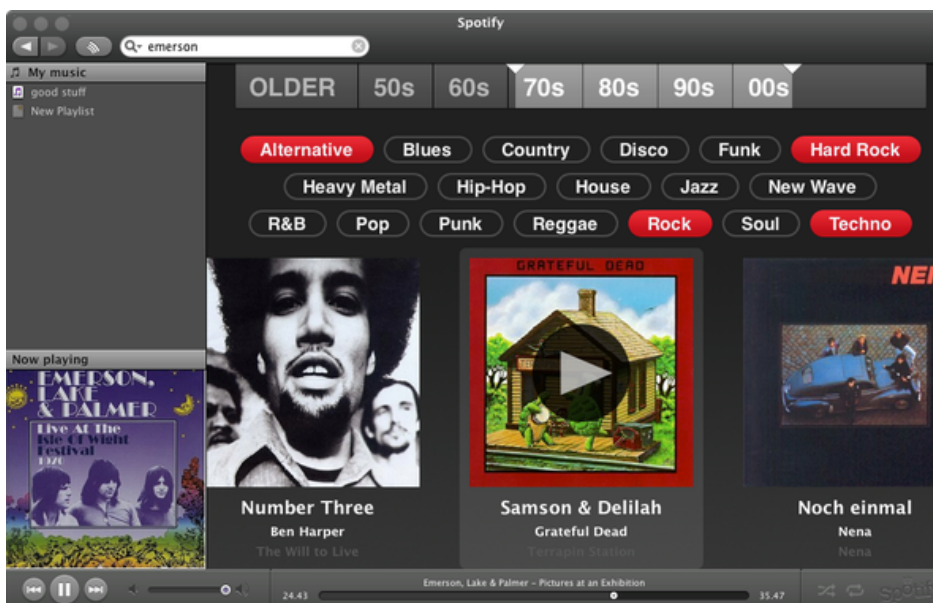 Spotify
emerson
My music
good stuff
New Playlist
OLDER 50s 60s 70s 80s 90s 00s
Alternative Blues Country Disco Funk Hard Rock
Heavy Metal Hip-Hop House Jazz New Wave
R&B Pop Punk Reggae Rock Soul Techno
GRATEFUL DEAD
NEN
Now playing
EMERSON,
LAKE
& PALMER
Live At The
Isle Of Wight
Festival
1970
Number Three
Ben Harper
The Will to Live
Samson & Delilah
Grateful Dead
Terrapin Station
Noch einmal
Nena
Nena
Emerson, Lake & Palmer – Pictures at an Exhibition
24.43 35.47
Spotify